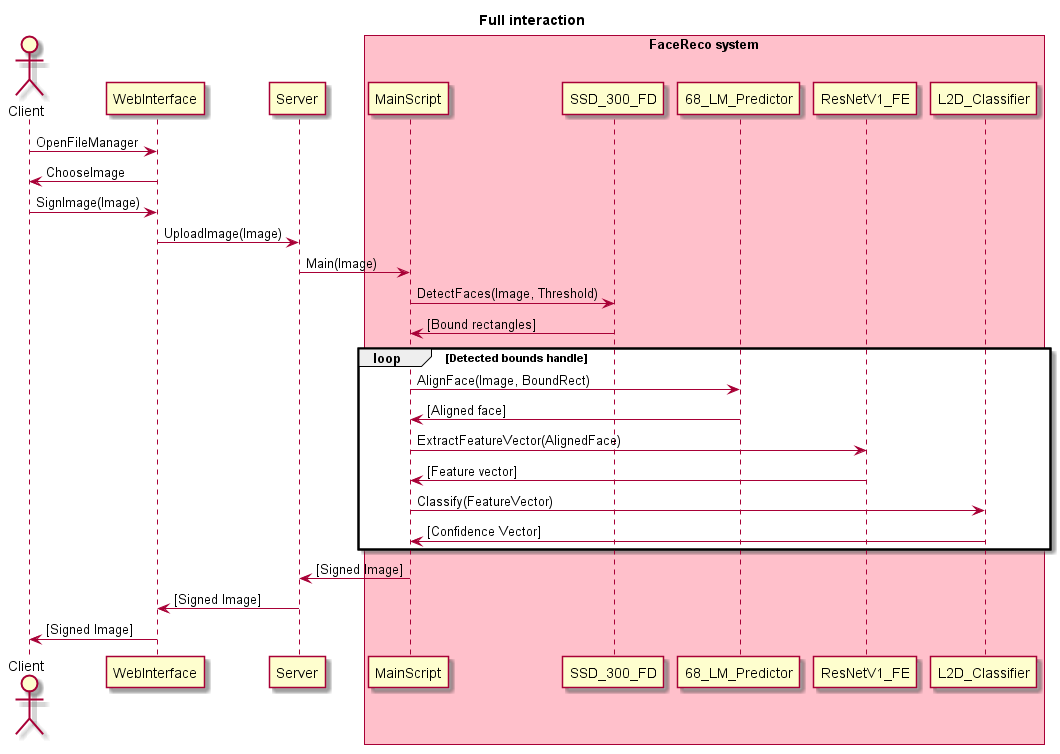 Full interaction
FaceReco system
Client
WebInterface
Server
MainScript
SSD_300_FD
68_LM_Predictor
ResNetV1_FE
L2D_Classifier
OpenFileManager
ChooseImage
SignImage(Image)
UploadImage(Image)
Main(Image)
DetectFaces(Image, Threshold)
[Bound rectangles]
loop
[Detected bounds handle]
AlignFace(Image, BoundRect)
[Aligned face]
ExtractFeatureVector(AlignedFace)
[Feature vector]
Classify(FeatureVector)
[Confidence Vector]
[Signed Image]
[Signed Image]
[Signed Image]
Client
WebInterface
Server
MainScript
SSD_300_FD
68_LM_Predictor
ResNetV1_FE
L2D_Classifier